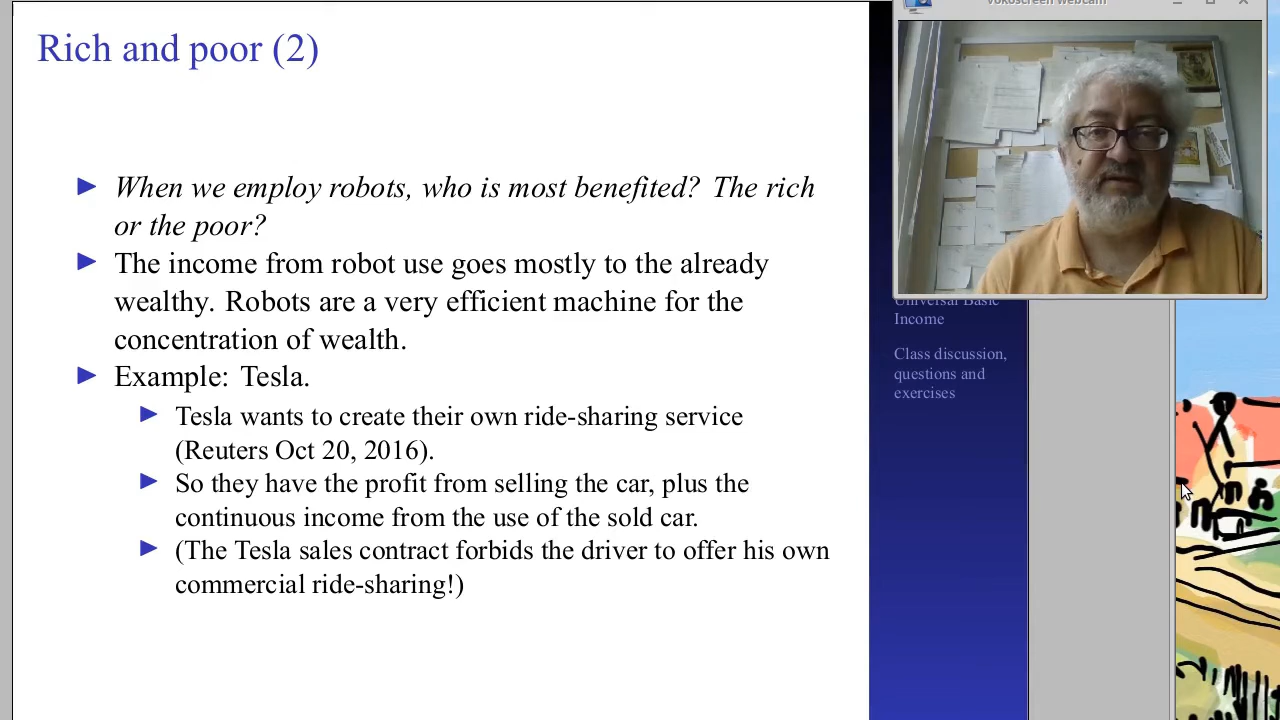 Rich and poor (2)
When we employ robots, who is most benefited? The rich
or the poor?
The income from robot use goes mostly to the already
wealthy. Robots are a very efficient machine for the
concentration of wealth.
Example: Tesla.
Tesla wants to create their own ride-sharing service
(Reuters Oct 20, 2016).
So they have the profit from selling the car, plus the
continuous income from the use of the sold car.
(The Tesla sales contract forbids the driver to offer his own
commercial ride-sharing!)
vokoscreen webcam
Universal Basic
Income
Class discussion,
questions and
exercises